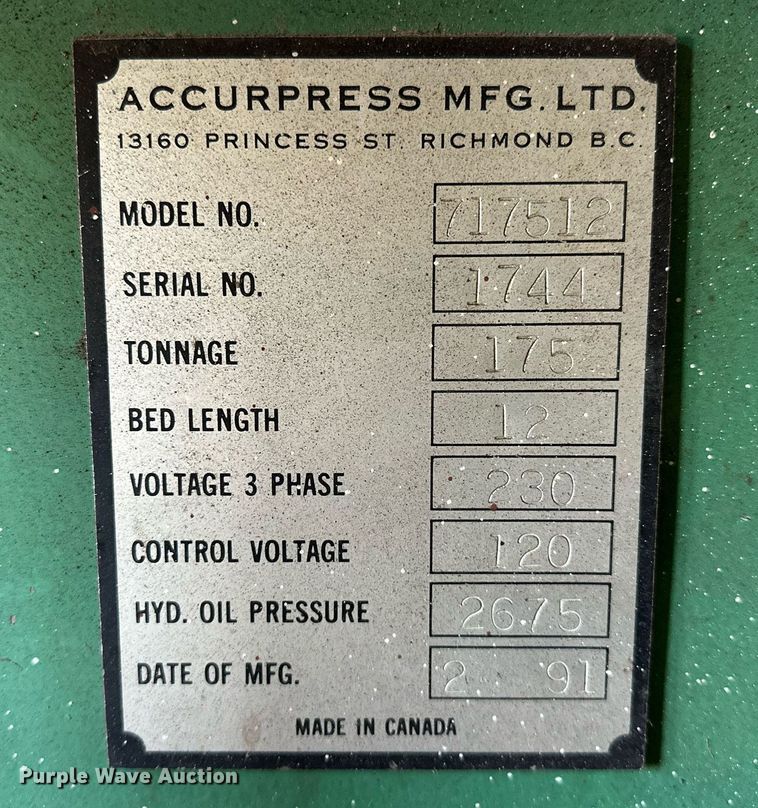 ACCURPRESS MFG. LTD.
13160 PRINCESS ST. RICHMOND B.C.
MODEL NO. 717512
SERIAL NO. 1744
TONNAGE 175
BED LENGTH 12
VOLTAGE 3 PHASE 230
CONTROL VOLTAGE 120
HYD. OIL PRESSURE 2675
DATE OF MFG. 2 91
MADE IN CANADA
Purple Wave Auction